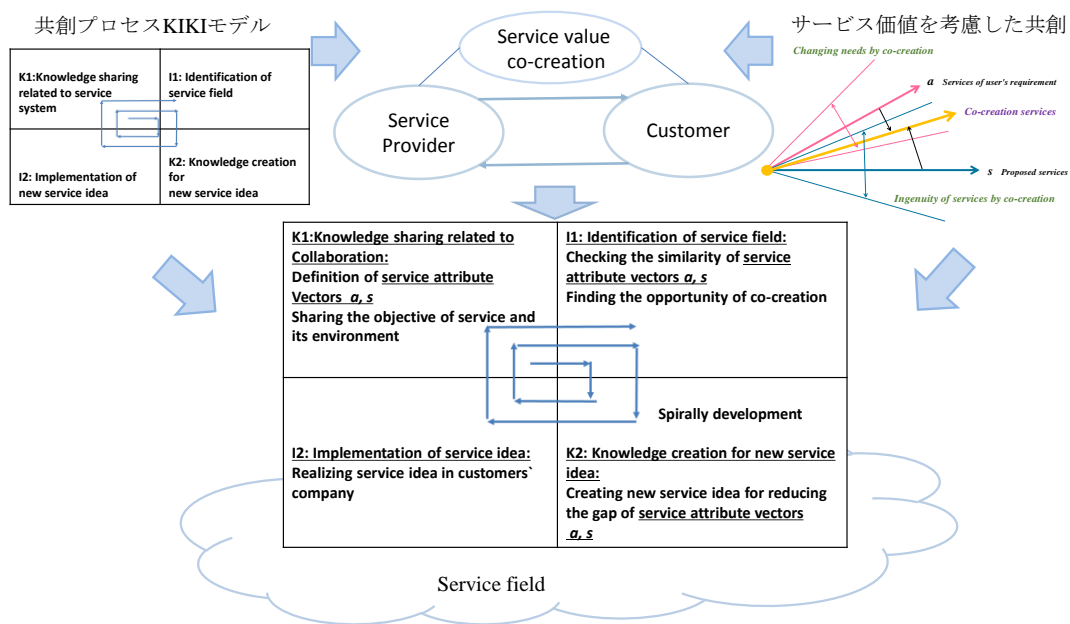 共創プロセスKIKIモデル
K1:Knowledge sharing
related to service
system
I1: Identification of
service field
I2: Implementation of
new service idea
K2: Knowledge creation
for
new service idea
Service value
co-creation
Service
Provider
Customer
サービス価値を考慮した共創
Changing needs by co-creation
a Services of user's requirement
Co-creation services
s Proposed services
Ingenuity of services by co-creation
K1:Knowledge sharing related to
Collaboration:
Definition of service attribute
Vectors a, s
Sharing the objective of service and
its environment
I1: Identification of service field:
Checking the similarity of service
attribute vectors a, s
Finding the opportunity of co-creation
Spirally development
I2: Implementation of service idea:
Realizing service idea in customers`
company
K2: Knowledge creation for new service
idea:
Creating new service idea for reducing
the gap of service attribute vectors
a, s
Service field